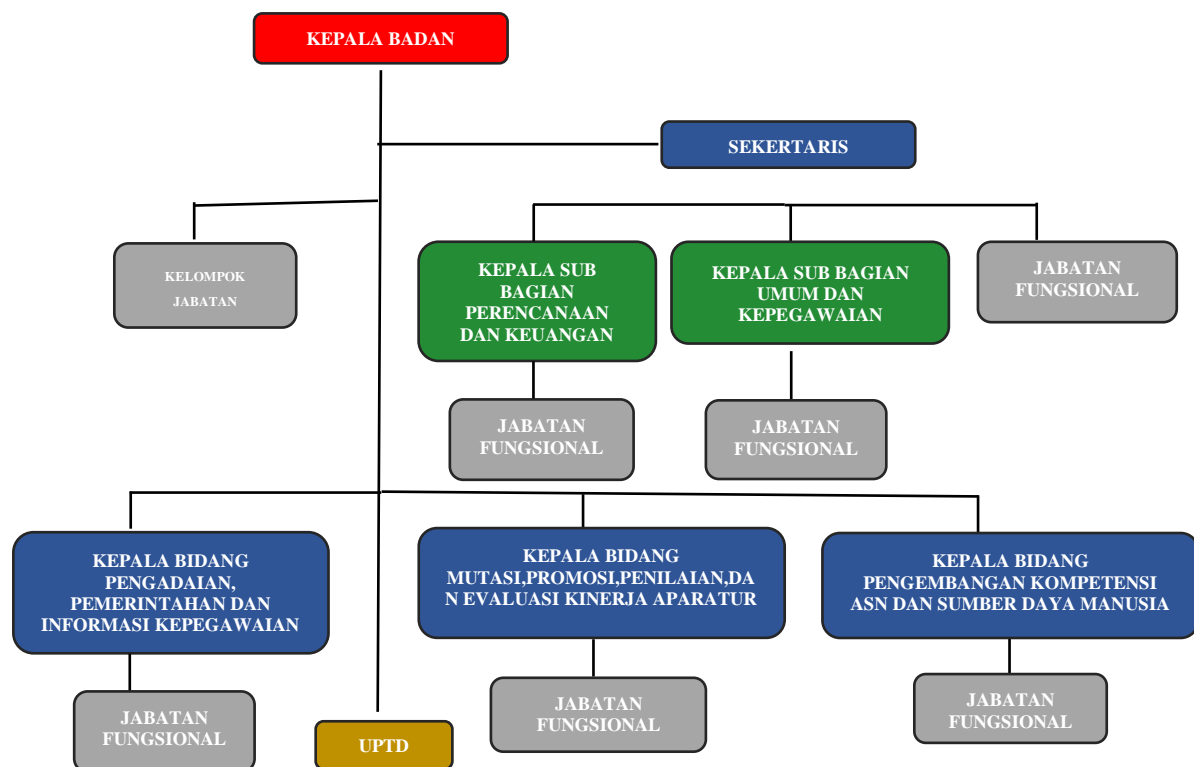 KEPALA BADAN
SEKERTARIS
KELOMPOK
JABATAN
KEPALA SUB
BAGIAN
PERENCANAAN
DAN KEUANGAN
KEPALA SUB BAGIAN
UMUM DAN
KEPEGAWAIAN
JABATAN
FUNGSIONAL
JABATAN
FUNGSIONAL
JABATAN
FUNGSIONAL
KEPALA BIDANG
PENGADAIAN,
PEMERINTAHAN DAN
INFORMASI KEPEGAWAIAN
KEPALA BIDANG
MUTASI,PROMOSI,PENILAIAN,DA
N EVALUASI KINERJA APARATUR
KEPALA BIDANG
PENGEMBANGAN KOMPETENSI
ASN DAN SUMBER DAYA MANUSIA
JABATAN
FUNGSIONAL
UPTD
JABATAN
FUNGSIONAL
JABATAN
FUNGSIONAL